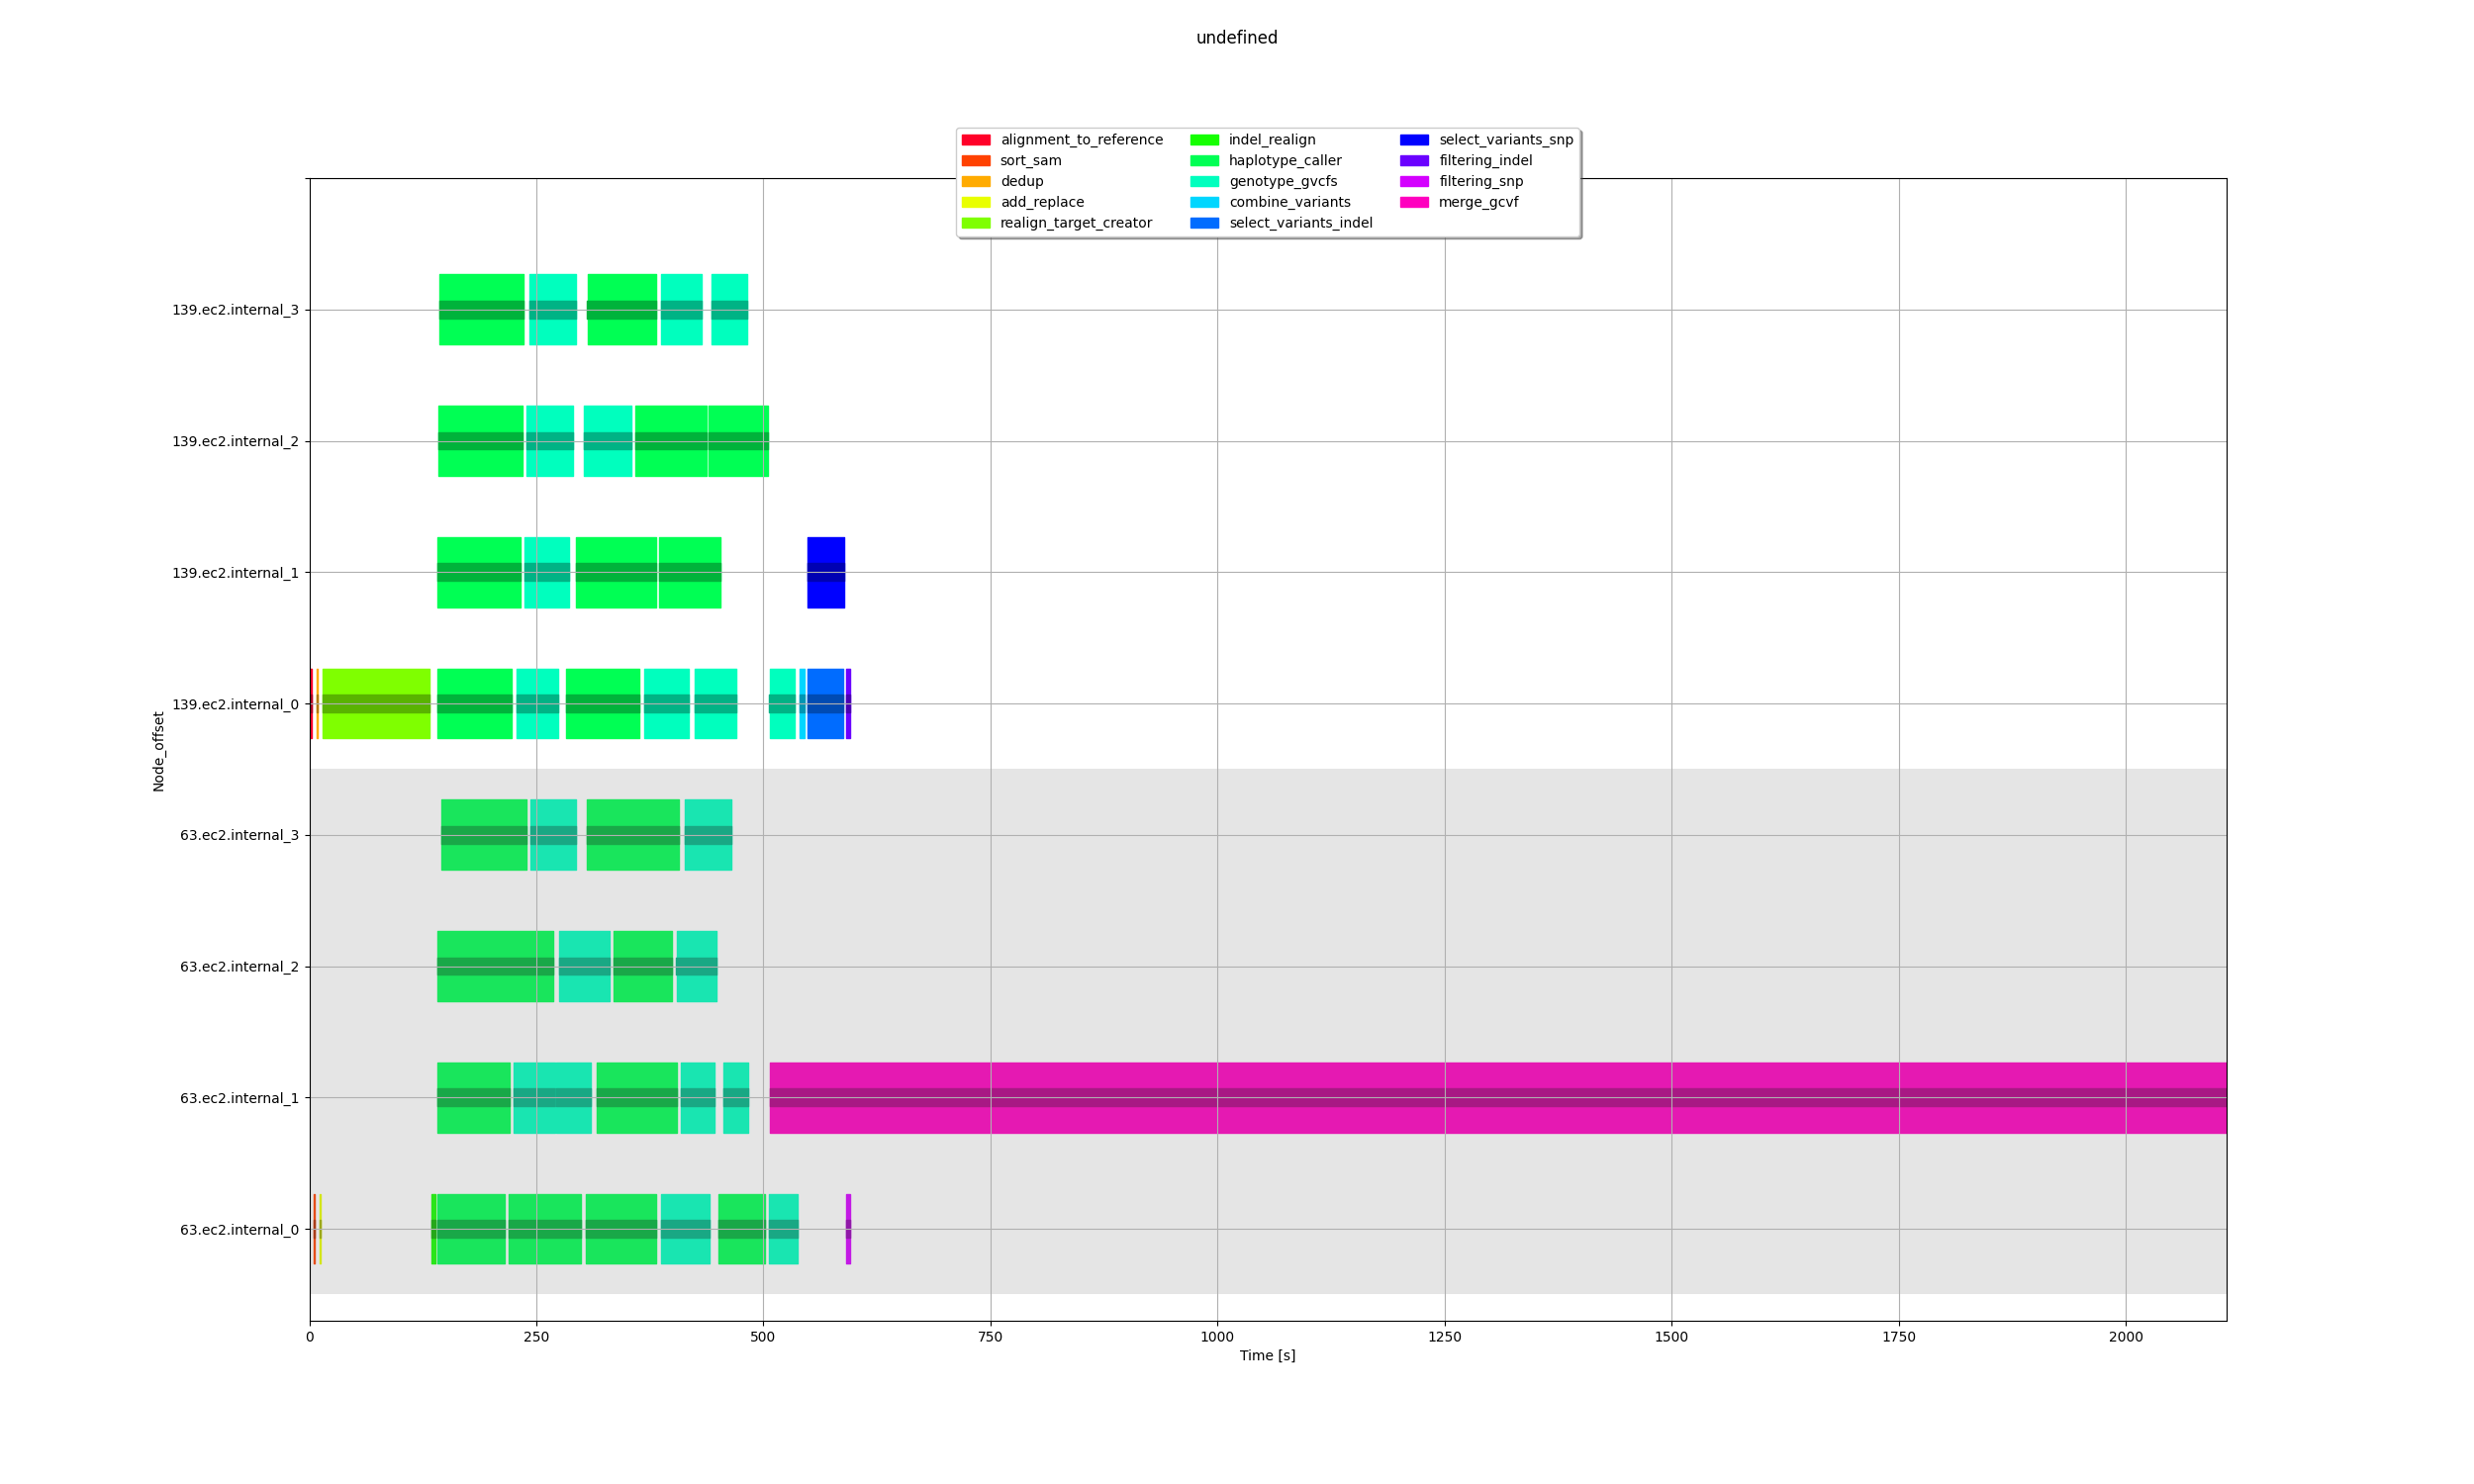 undefined
alignment_to_reference
sort_sam
dedup
add_replace
realign_target_creator
indel_realign
haplotype_caller
genotype_gvcfs
combine_variants
select_variants_indel
select_variants_snp
filtering_indel
filtering_snp
merge_gcvf
Node_offset
139.ec2.internal_3
139.ec2.internal_2
139.ec2.internal_1
139.ec2.internal_0
63.ec2.internal_3
63.ec2.internal_2
63.ec2.internal_1
63.ec2.internal_0
0 250 500 750 1000 1250 1500 1750 2000
Time [s]